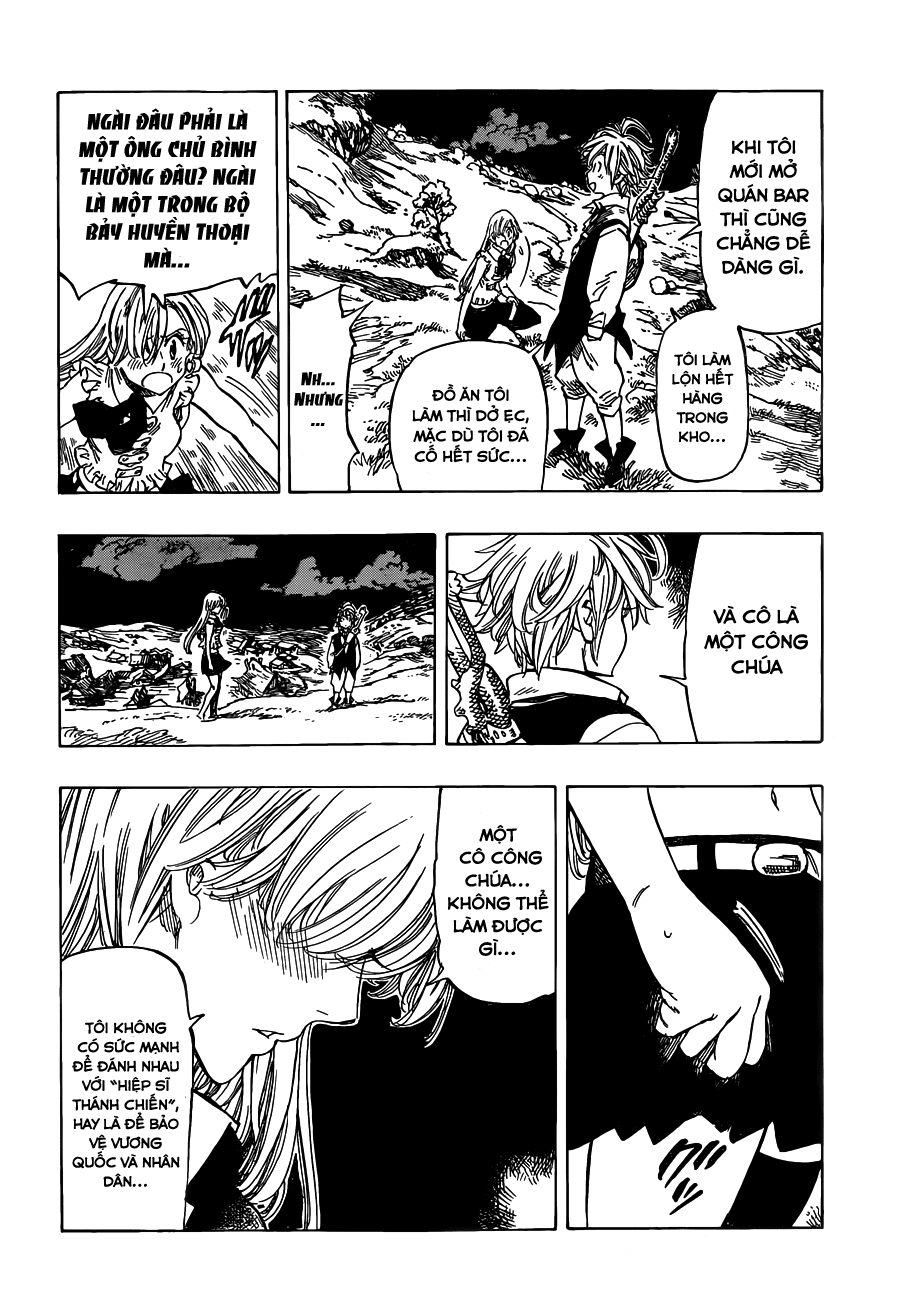 KHI TÔI
MỚI MỞ
QUÁN BAR
THÌ CŨNG
CHẲNG DỄ
DÀNG GÌ.
TÔI LÀM
LỘN HẾT
HÀNG TRONG
KHO...
ĐỒ ĂN TÔI
LÀM THÌ DỞ ẸC,
MẶC DÙ TÔI ĐÃ
CỐ HẾT SỨC...
NH...
NHƯNG
...
NGÀI ĐÂU PHẢI LÀ
MỘT ÔNG CHỦ BÌNH
THƯỜNG ĐÂU? NGÀI
LÀ MỘT TRONG BỘ
BẢY HUYỀN THOẠI
MÀ...
VÀ CÔ LÀ
MỘT CÔNG
CHÚA
MỘT
CÔ CÔNG
CHÚA...
KHÔNG THỂ
LÀM ĐƯỢC
GÌ...
TÔI KHÔNG
CÓ SỨC MẠNH
ĐỂ ĐÁNH NHAU
VỚI "HIỆP SĨ
THÁNH CHIẾN",
HAY LÀ ĐỂ BẢO
VỆ VƯƠNG
QUỐC VÀ NHÂN
DÂN...